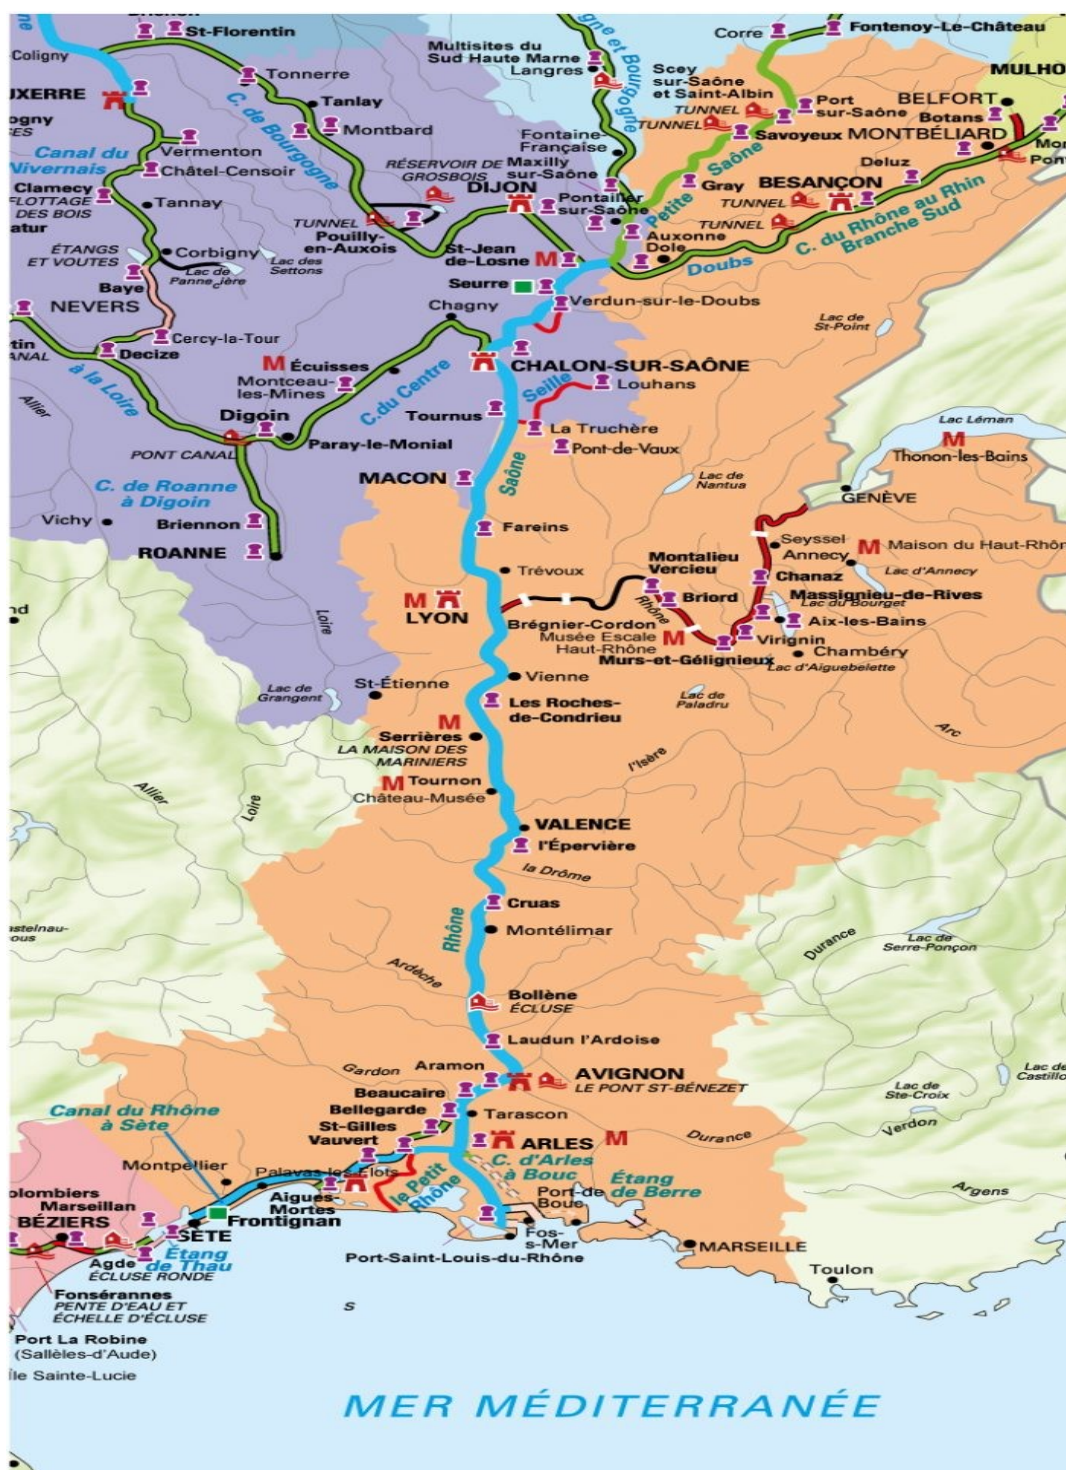 St-Florentin
-Coligny
Tonnerre
UXERRE
Tanlay
C. de Bourgogne
Montbard
Canal du
Nivernais
Vermenton
Châtel-Censoir
Clamecy
FLOTTAGE
DES BOIS
Tannay
ÉTANGS
ET VOUTES
Corbigny
Lac des
Settons
Lac de
Pannecière
Baye
NEVERS
Cercy-la-Tour
Decize
à la Loire
Allier
Multisites du
Sud Haute Marne
Langres
gne et Bourgogne
Corre
Fontenoy-Le-Château
Scey
sur-Saône
et Saint-Albin
TUNNEL
TUNNEL
Port
sur-Saône
Savoyeux
MULHO
BELFORT
Botans
MONTBÉLIARD
Deluz
Fontaine-
Française
RÉSERVOIR DE
GROSBOIS
Maxilly
sur-Saône
DIJON
Pontailler
sur-Saône
Petite
Saône
Gray
BESANÇON
TUNNEL
TUNNEL
C. du Rhône au Rhin
Branche Sud
TUNNEL
Pouilly-
en-Auxois
St-Jean
de-Losne
M
Auxonne
Dole
Doubs
Seurre
Verdun-sur-le-Doubs
Chagny
Lac de
St-Point
M Écuisses
Montceau-
les-Mines
C.du Centre
CHALON-SUR-SAÔNE
Seille
Louhans
Tournus
La Truchère
Pont-de-Vaux
Digoin
Paray-le-Monial
PONT CANAL
C. de Roanne
à Digoin
MACON
Saône
Vichy
Briennon
ROANNE
Fareins
Lac Léman
M
Thonon-les-Bains
Lac de
Nantua
GENÈVE
Seyssel
Annecy
M Maison du Haut-Rhôn
Lac d'Annecy
Trévoux
Montalieu
Vercieu
Chanaz
Briord
Rhône
Massignieu-de-Rives
Lac du Bourget
Aix-les-Bains
M
LYON
Brégnier-Cordon
Musée Escale
Haut-Rhône
M
Virignin
Chambéry
Murs-et-Gélignieux
Lac d'Aiguebelette
Loire
Lac de
Grangent
St-Étienne
Vienne
Lac de
Paladru
Les Roches-
de-Condrieu
M
Serrières
LA MAISON DES
MARINIERS
Arc
l'Isère
M Tournon
Château-Musée
Allier
Loire
VALENCE
l'Épervière
la Drôme
Cruas
Rhône
Montélimar
Durance
Lac de
Serre-Ponçon
Ardèche
Bollène
ÉCLUSE
Laudun l'Ardoise
Gardon
Aramon
AVIGNON
LE PONT ST-BÉNEZET
Beaucaire
Bellegarde
Tarascon
St-Gilles
Vauvert
ARLES
M
Durance
Lac de
Ste-Croix
Verdon
Lac de
Castillo
Canal du Rhône
à Sète
Montpellier
Palavas-les-Flots
C. d'Arles
à Bouc
Étang
de Berre
Port-de
Bouc
Argens
le Petit
Rhône
Aigues-
Mortes
olombiers
Marseillan
BÉZIERS
Frontignan
SÈTE
Fos-
s-Mer
MARSEILLE
Port-Saint-Louis-du-Rhône
Étang
de Thau
Agde
ÉCLUSE RONDE
Toulon
Fonsérannes
PENTE D'EAU ET
ÉCHELLE D'ÉCLUSE
S
Port La Robine
(Sallèles-d'Aude)
Île Sainte-Lucie
MER MÉDITERRANÉE